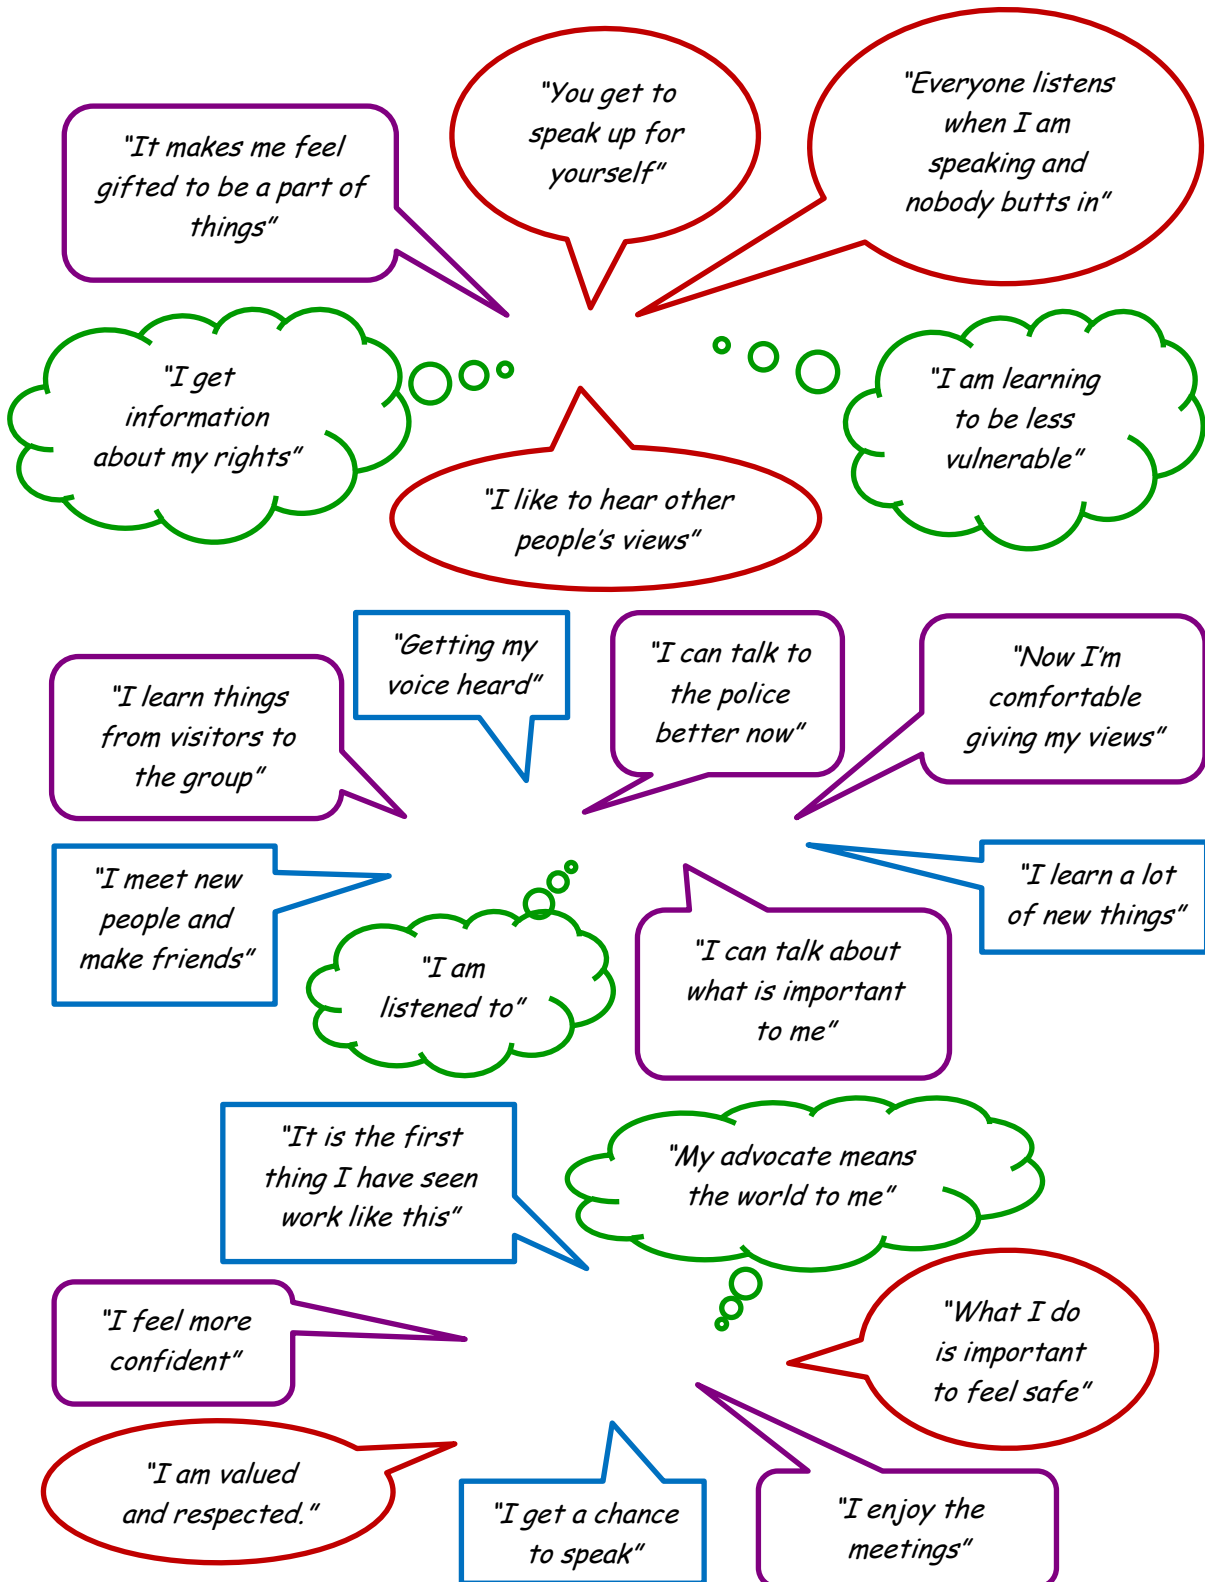 "It makes me feel
gifted to be a part of
things"
"You get to
speak up for
yourself"
"Everyone listens
when I am
speaking and
nobody butts in"
"I get
information
about my rights"
"I am learning
to be less
vulnerable"
"I like to hear other
people's views"
"I learn things
from visitors to
the group"
"Getting my
voice heard"
"I can talk to
the police
better now"
"Now I'm
comfortable
giving my views"
"I meet new
people and
make friends"
"I am
listened to"
"I can talk about
what is important
to me"
"I learn a lot
of new things"
"It is the first
thing I have seen
work like this"
"My advocate means
the world to me"
"I feel more
confident"
"What I do
is important
to feel safe"
"I am valued
and respected."
"I get a chance
to speak"
"I enjoy the
meetings"